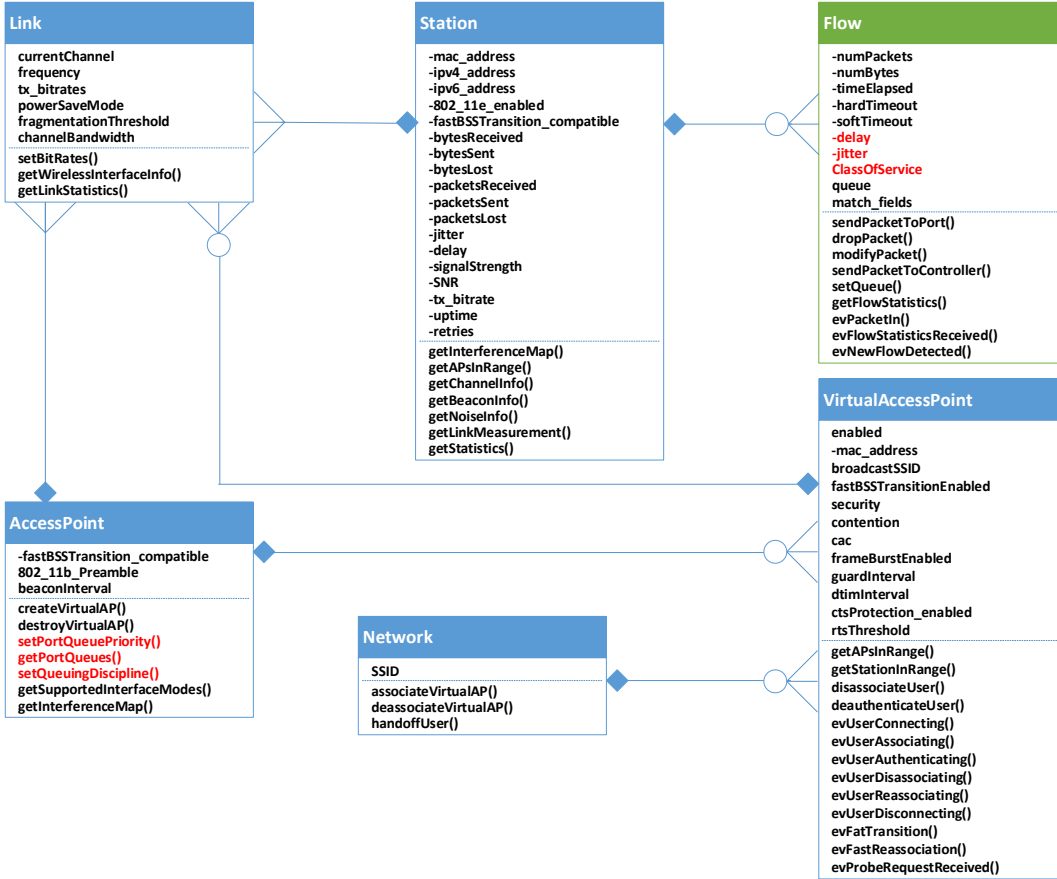 Link
currentChannel
frequency
tx_bitrates
powerSaveMode
fragmentationThreshold
channelBandwidth
setBitRates()
getWirelessInterfaceInfo()
getLinkStatistics()
Station
-mac_address
-ipv4_address
-ipv6_address
-802_11e_enabled
-fastBSSTransition_compatible
-bytesReceived
-bytesSent
-bytesLost
-packetsReceived
-packetsSent
-packetsLost
-jitter
-delay
-signalStrength
-SNR
-tx_bitrate
-uptime
-retries
getInterferenceMap()
getAPsInRange()
getChannelInfo()
getBeaconInfo()
getNoiseInfo()
getLinkMeasurement()
getStatistics()
Flow
-numPackets
-numBytes
-timeElapsed
-hardTimeout
-softTimeout
-delay
-jitter
ClassOfService
queue
match_fields
sendPacketToPort()
dropPacket()
modifyPacket()
sendPacketToController()
setQueue()
getFlowStatistics()
evPacketIn()
evFlowStatisticsReceived()
evNewFlowDetected()
AccessPoint
-fastBSSTransition_compatible
802_11b_Preamble
beaconInterval
createVirtualAP()
destroyVirtualAP()
setPortQueuePriority()
getPortQueues()
setQueuingDiscipline()
getSupportedInterfaceModes()
getInterferenceMap()
Network
SSID
associateVirtualAP()
deassociateVirtualAP()
handoffUser()
VirtualAccessPoint
enabled
-mac_address
broadcastSSID
fastBSSTransitionEnabled
security
contention
cac
frameBurstEnabled
guardInterval
dtimInterval
ctsProtection_enabled
rtsThreshold
getAPsInRange()
getStationInRange()
disassociateUser()
deauthenticateUser()
evUserConnecting()
evUserAssociating()
evUserAuthenticating()
evUserDisassociating()
evUserReassociating()
evUserDisconnecting()
evFatTransition()
evFastReassociation()
evProbeRequestReceived()